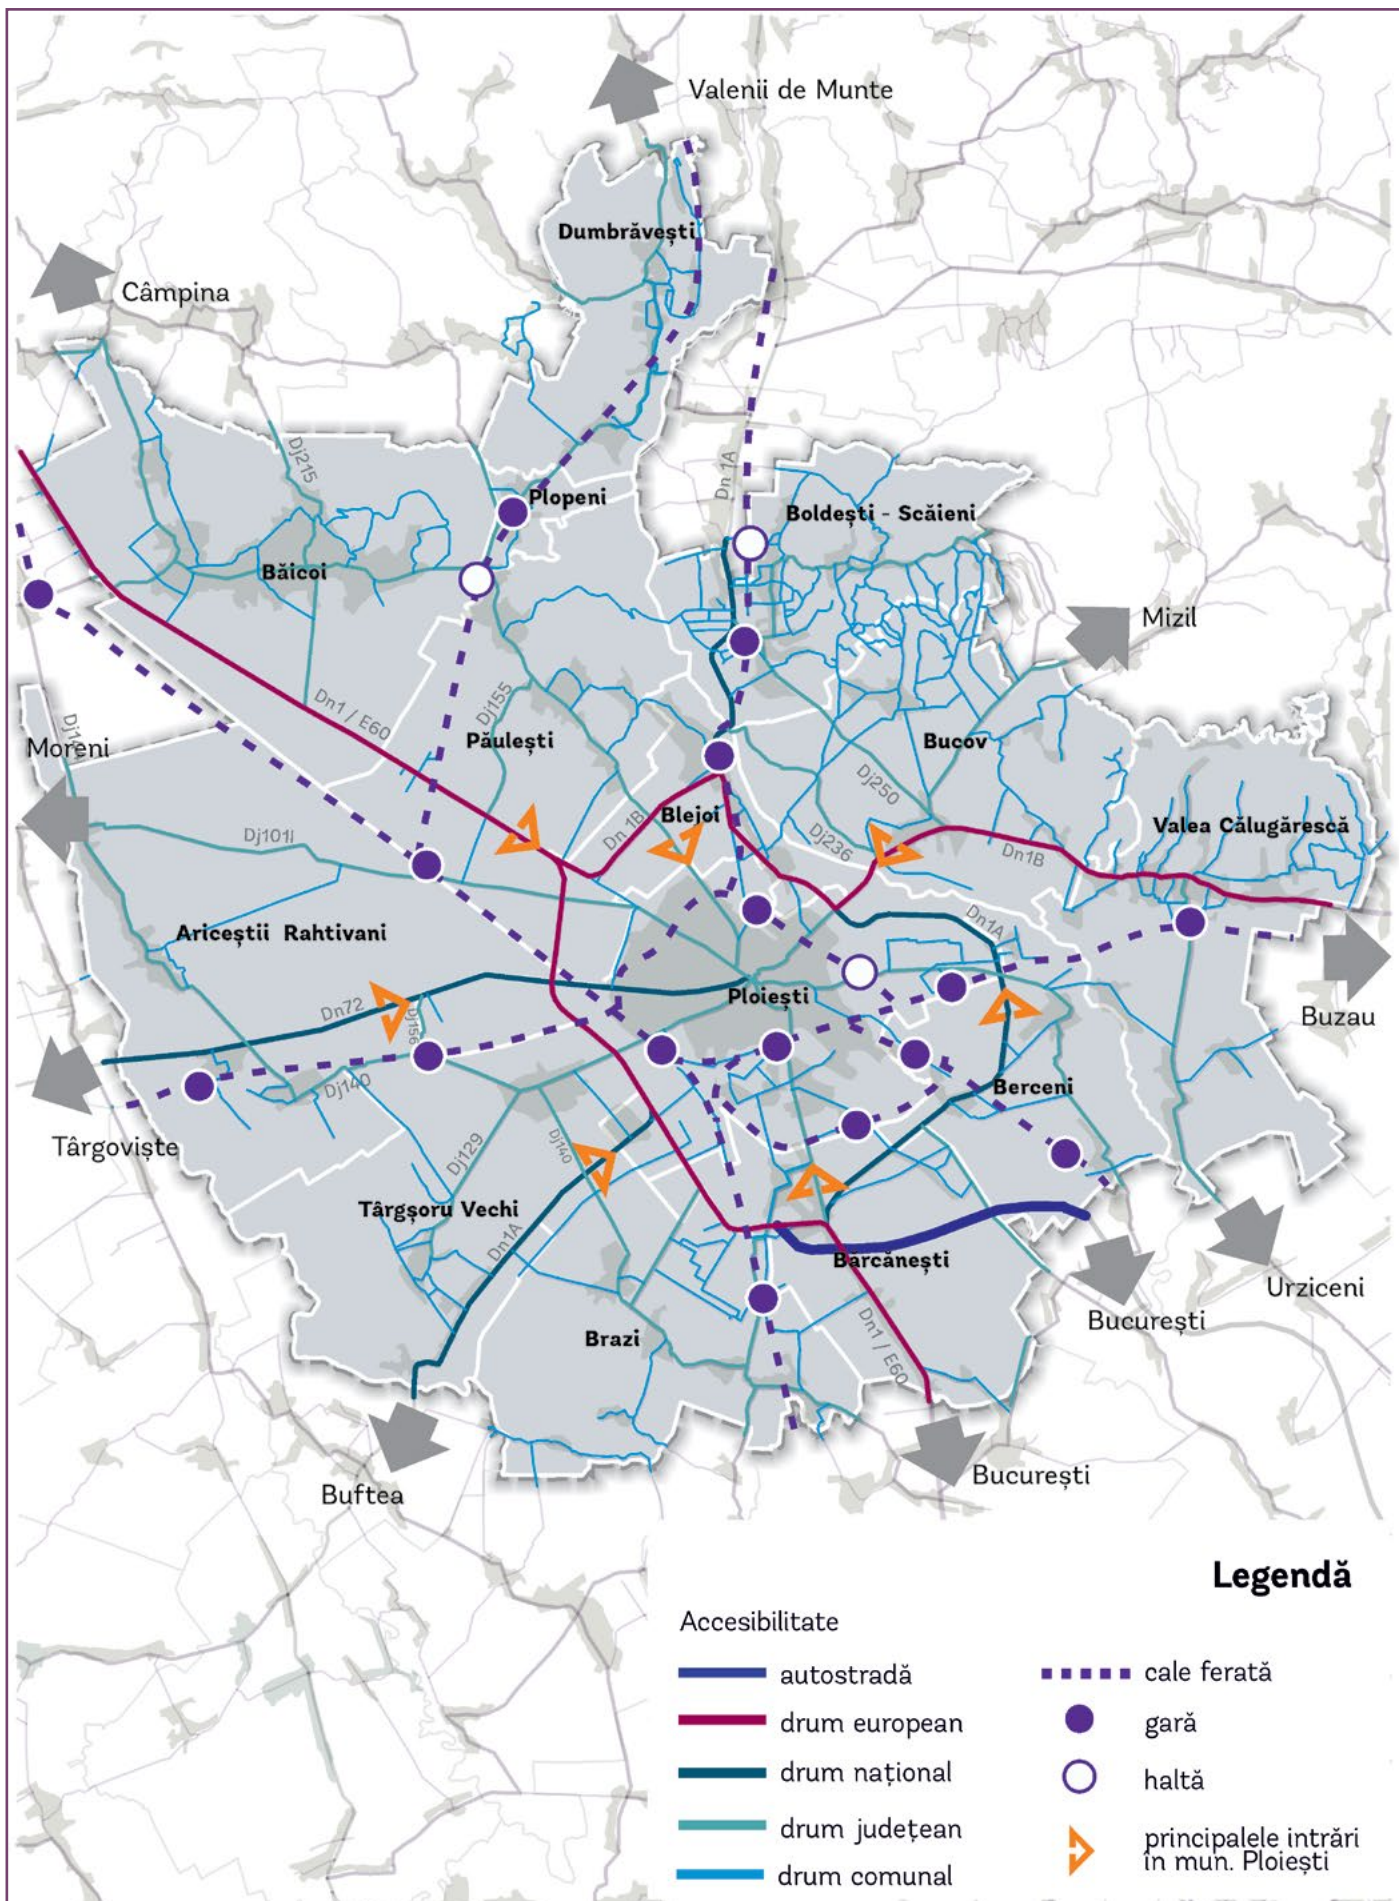 Valenii de Munte
Dumbrăvești
Câmpina
Dj215
Dn 1A
Plopeni
Boldești - Scăieni
Băicoi
Mizil
Dj140
Moreni
Dn1 / E60
Dj155
Păulești
Bucov
Dj250
Dn 1B
Blejoi
Dj236
Dn1B
Valea Călugărească
Dj101I
Ariceștii Rahtivani
Dn1A
Ploiești
Dn72
Dj156
Buzau
Dj140
Berceni
Târgoviște
Dj129
Dj140
Târgșoru Vechi
Dn1A
Bărcănești
Urziceni
București
Brazi
Dn1 / E60
Buftea
București
Legendă
Accesibilitate
autostradă
drum european
drum național
drum județean
drum comunal
cale ferată
gară
haltă
principalele intrări
în mun. Ploiești